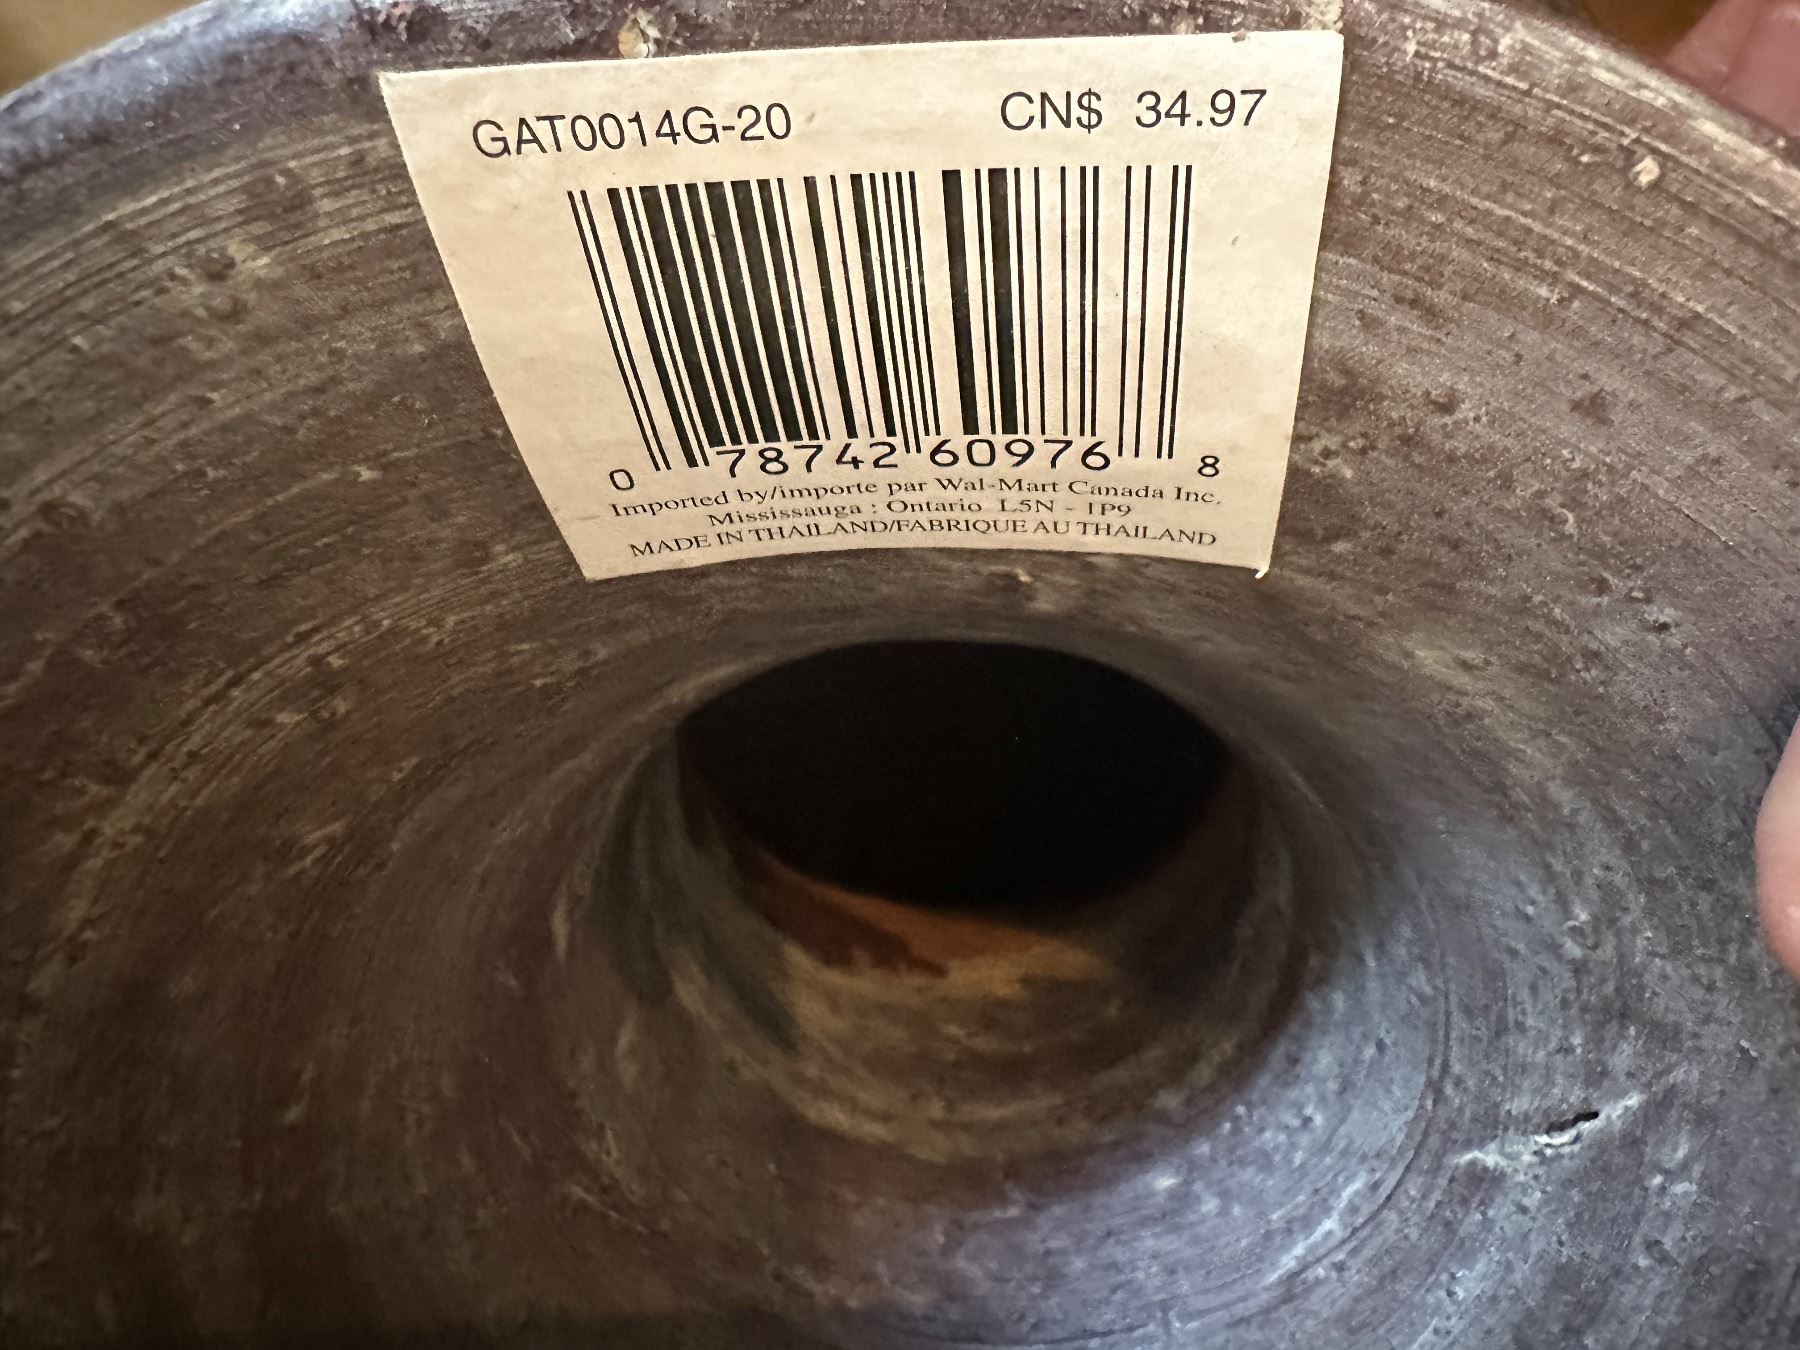 GAT0014G-20 CN$ 34.97
0 78742 60976 8
Imported by/importe par Wal-Mart Canada Inc.
Mississauga : Ontario L5N - 1P9
MADE IN THAILAND/FABRIQUE AU THAILAND